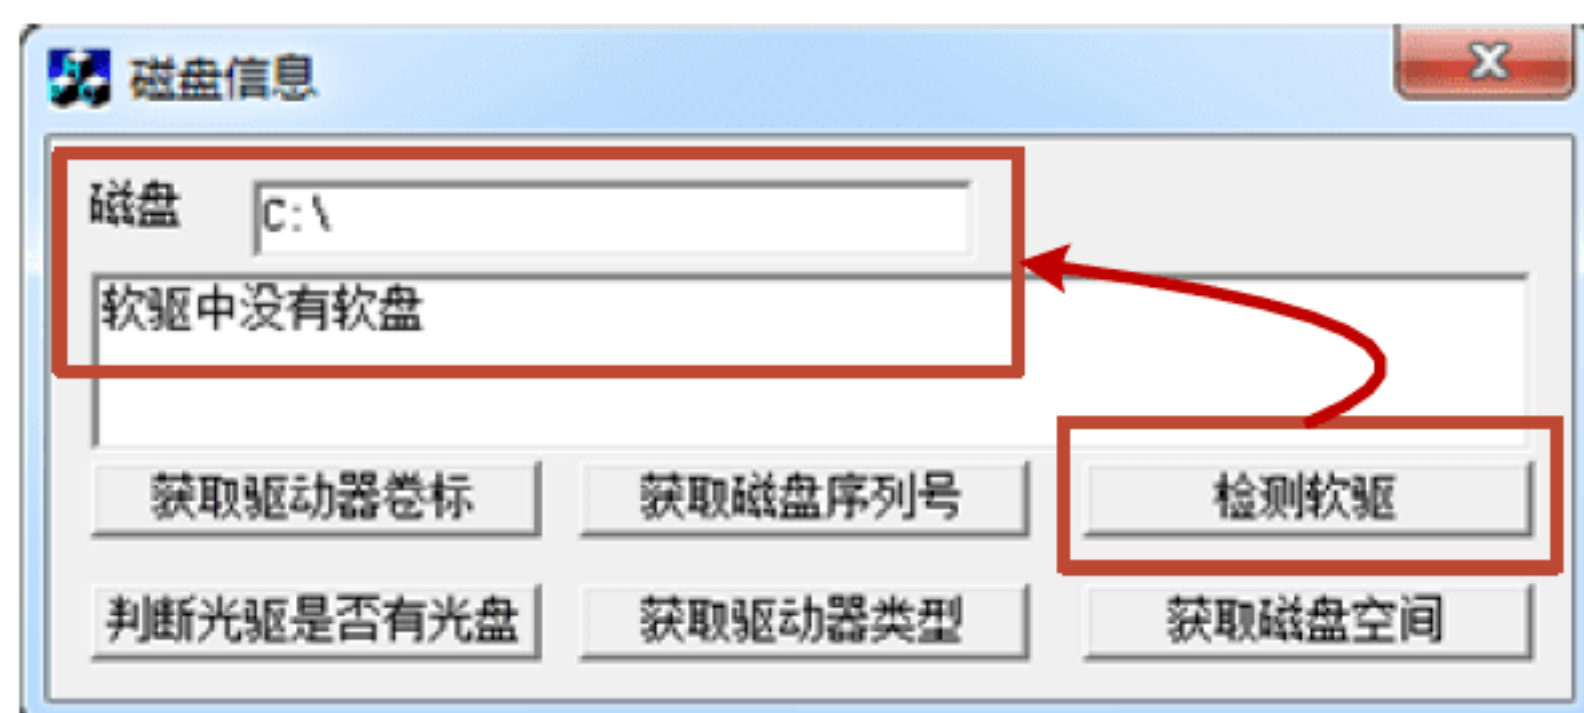 磁盘信息
磁盘 C:\
软驱中没有软盘
获取驱动器卷标 获取磁盘序列号 检测软驱
判断光驱是否有光盘 获取驱动器类型 获取磁盘空间